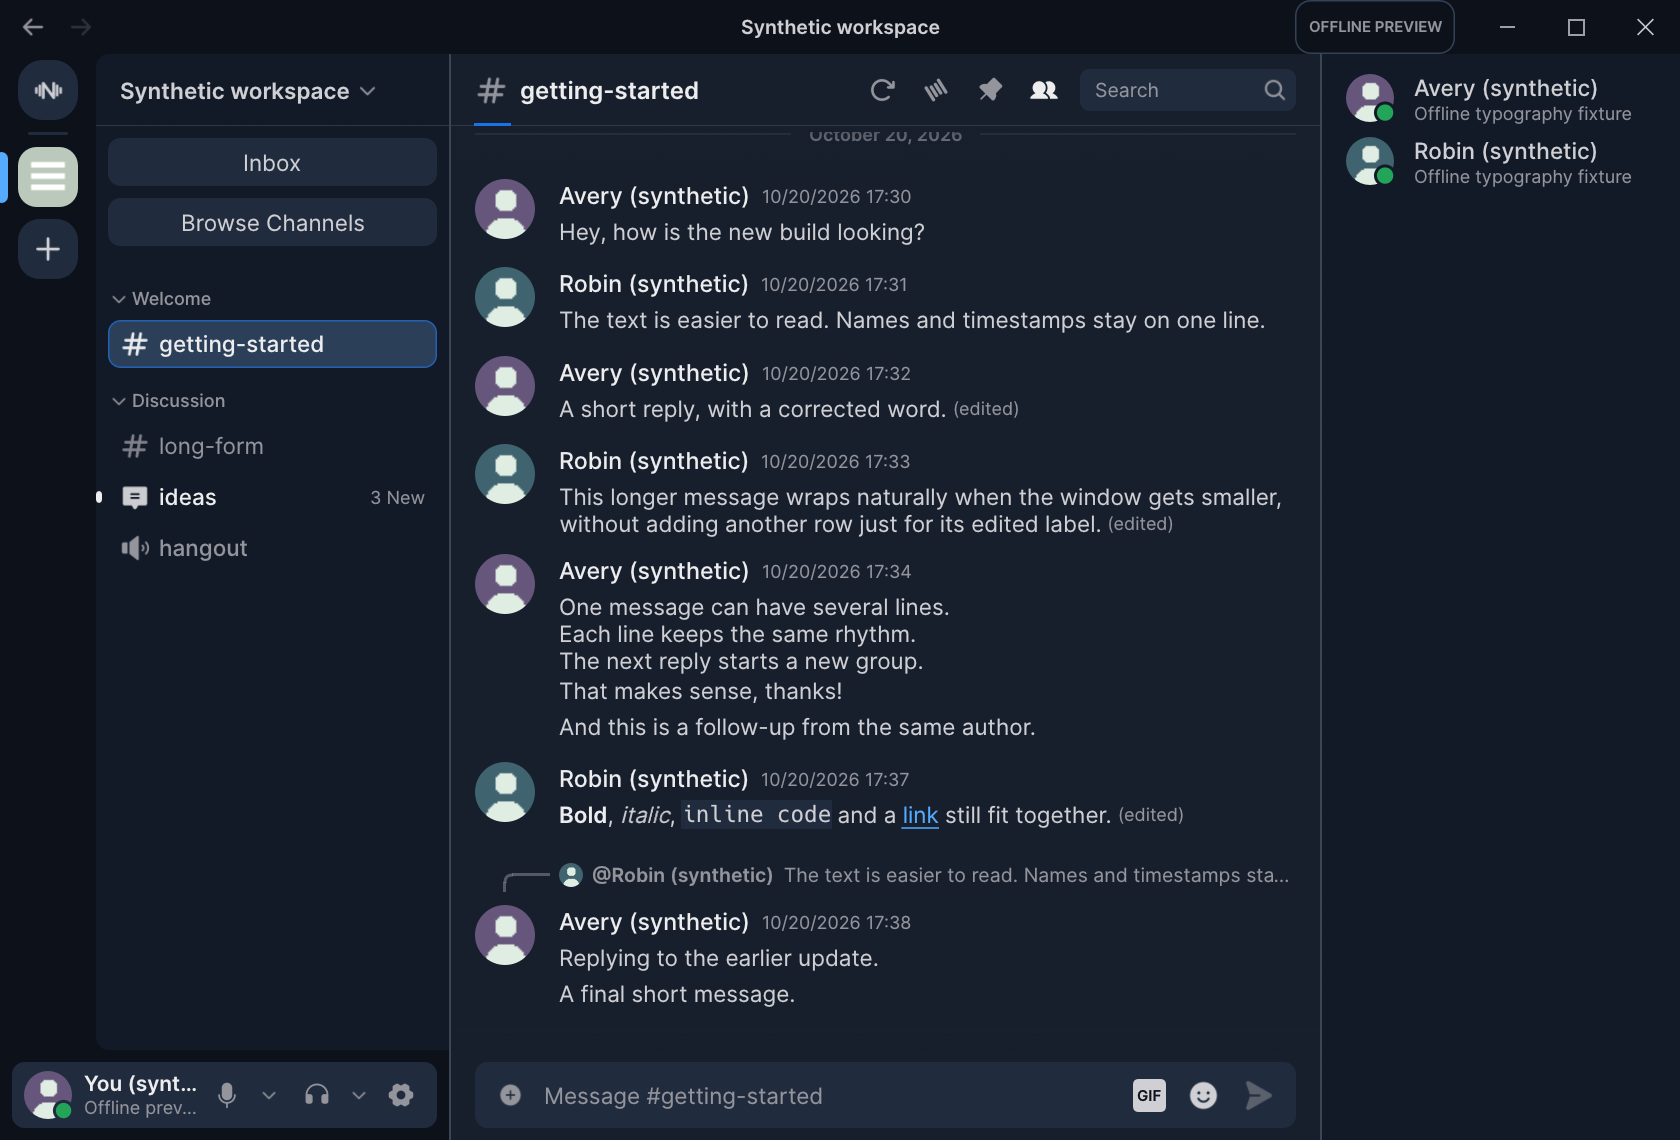 Synthetic workspace
OFFLINE PREVIEW
Synthetic workspace
Inbox
Browse Channels
Welcome
getting-started
Discussion
long-form
ideas
3 New
hangout
You (synt...
Offline prev...
getting-started
Search
October 20, 2026
Avery (synthetic) 10/20/2026 17:30
Hey, how is the new build looking?
Robin (synthetic) 10/20/2026 17:31
The text is easier to read. Names and timestamps stay on one line.
Avery (synthetic) 10/20/2026 17:32
A short reply, with a corrected word. (edited)
Robin (synthetic) 10/20/2026 17:33
This longer message wraps naturally when the window gets smaller,
without adding another row just for its edited label. (edited)
Avery (synthetic) 10/20/2026 17:34
One message can have several lines.
Each line keeps the same rhythm.
The next reply starts a new group.
That makes sense, thanks!
And this is a follow-up from the same author.
Robin (synthetic) 10/20/2026 17:37
Bold, italic, inline code and a link still fit together. (edited)
@Robin (synthetic) The text is easier to read. Names and timestamps sta...
Avery (synthetic) 10/20/2026 17:38
Replying to the earlier update.
A final short message.
Message #getting-started
GIF
Avery (synthetic)
Offline typography fixture
Robin (synthetic)
Offline typography fixture